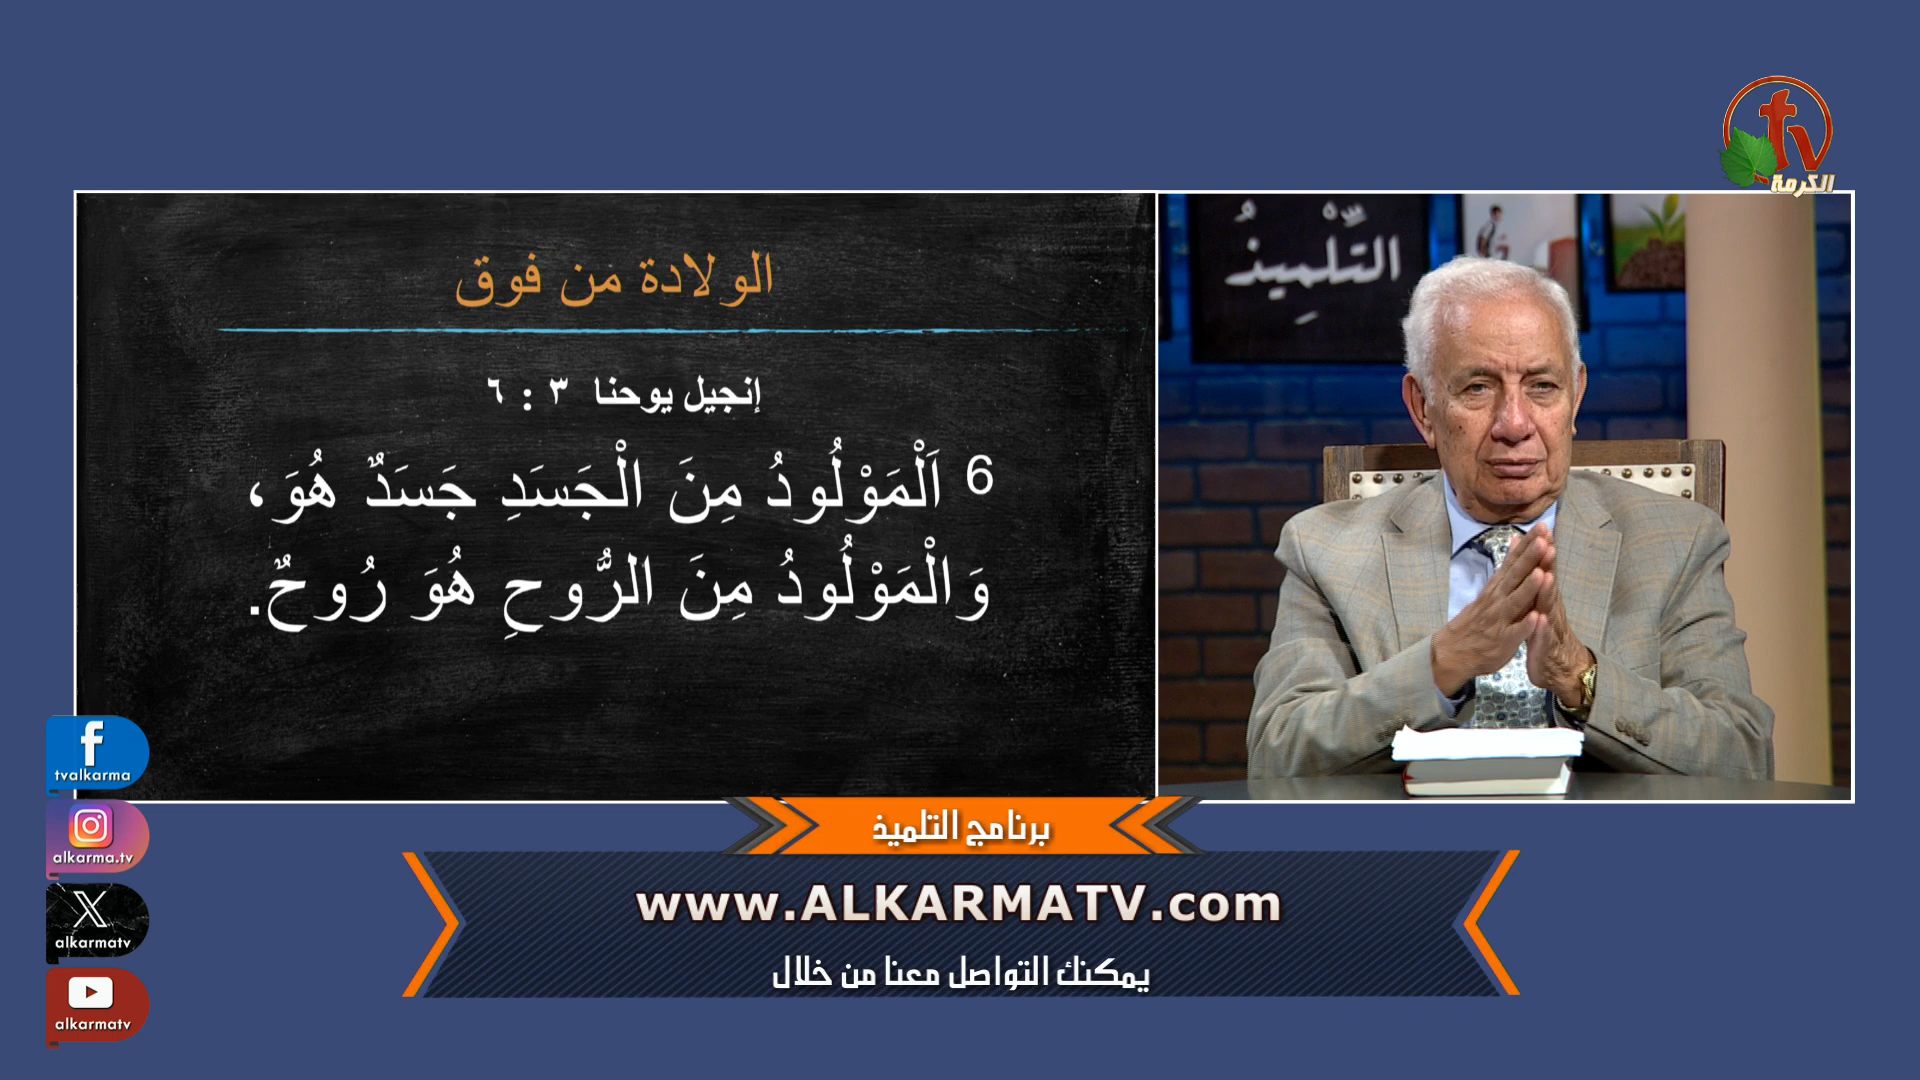 tv
الكرمة
الولادة من فوق
إنجيل يوحنا ٣ : ٦
6 اَلْمَوْلُودُ مِنَ الْجَسَدِ جَسَدٌ هُوَ،
وَالْمَوْلُودُ مِنَ الرُّوحِ هُوَ رُوحٌ.
التِّلْمِيذُ
tvalkarma
alkarma.tv
alkarmatv
alkarmatv
برنامج التلميذ
www.ALKARMATV.com
يمكنك التواصل معنا من خلال